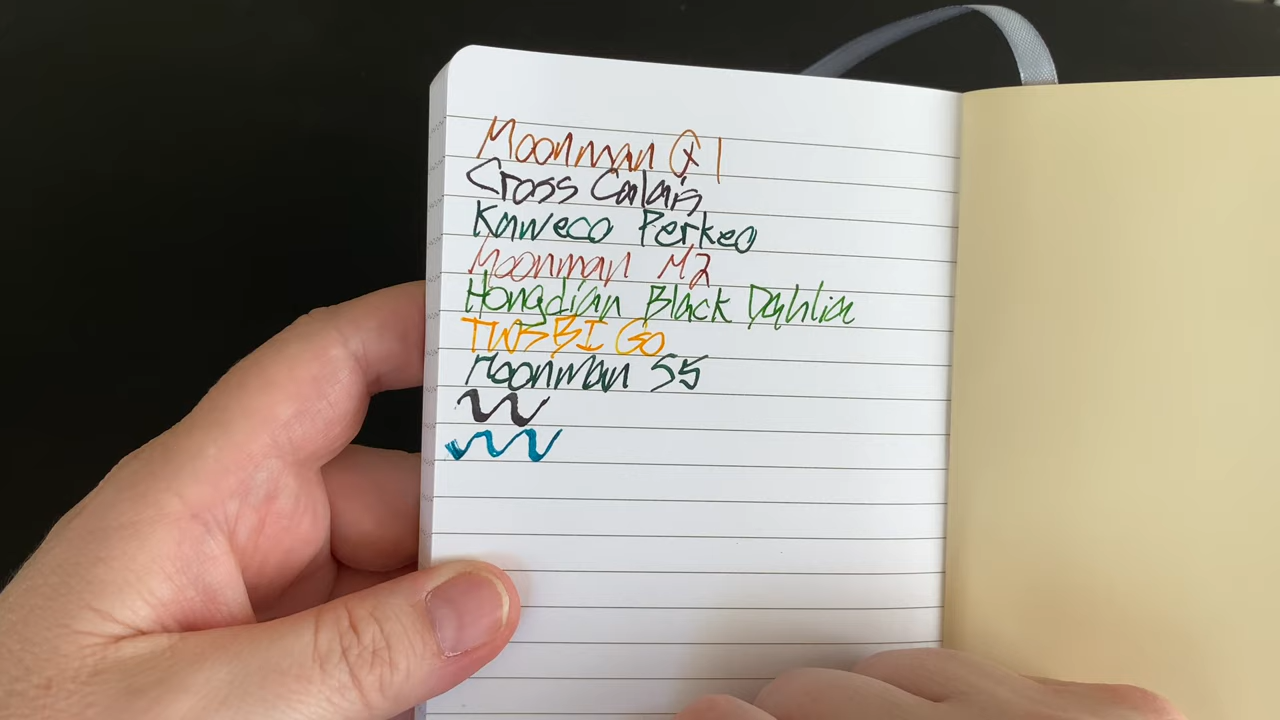 Moonman Q1
Cross Calais
Kaweco Perkeo
Moonman M2
Hongdian Black Dahlia
TWSBI Go
Moonman S5